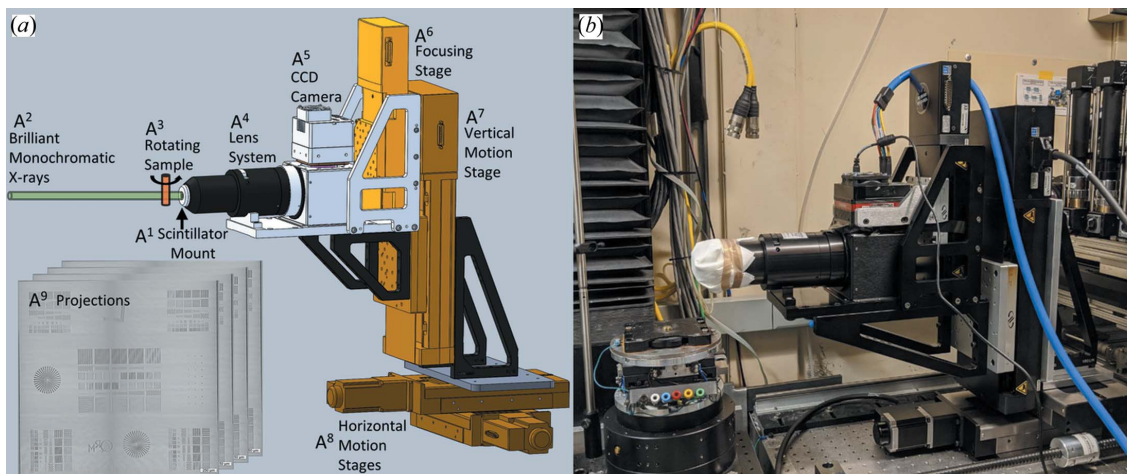 (a)
A2
Brilliant
Monochromatic
X-rays
A3
Rotating
Sample
A4
Lens
System
A5
CCD
Camera
A6
Focusing
Stage
A7
Vertical
Motion
Stage
A1 Scintillator
Mount
A9 Projections
A8
Horizontal
Motion
Stages
(b)